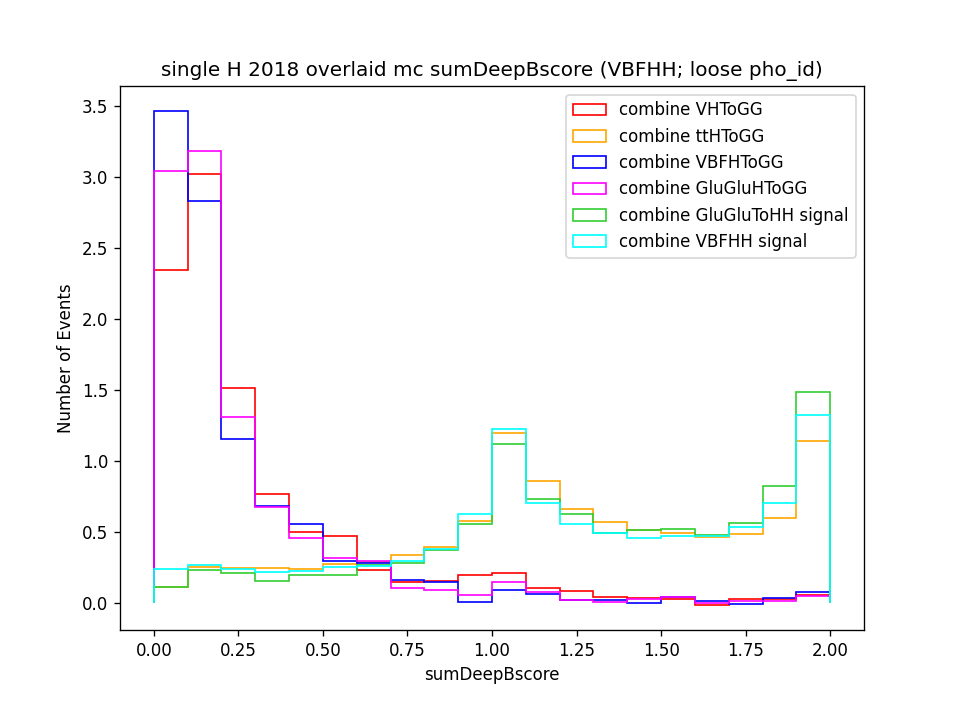 single H 2018 overlaid mc sumDeepBscore (VBFHH; loose pho_id)
combine VHToGG
combine ttHToGG
combine VBFHToGG
combine GluGluHToGG
combine GluGluToHH signal
combine VBFHH signal
Number of Events
3.5
3.0
2.5
2.0
1.5
1.0
0.5
0.0
0.00 0.25 0.50 0.75 1.00 1.25 1.50 1.75 2.00
sumDeepBscore